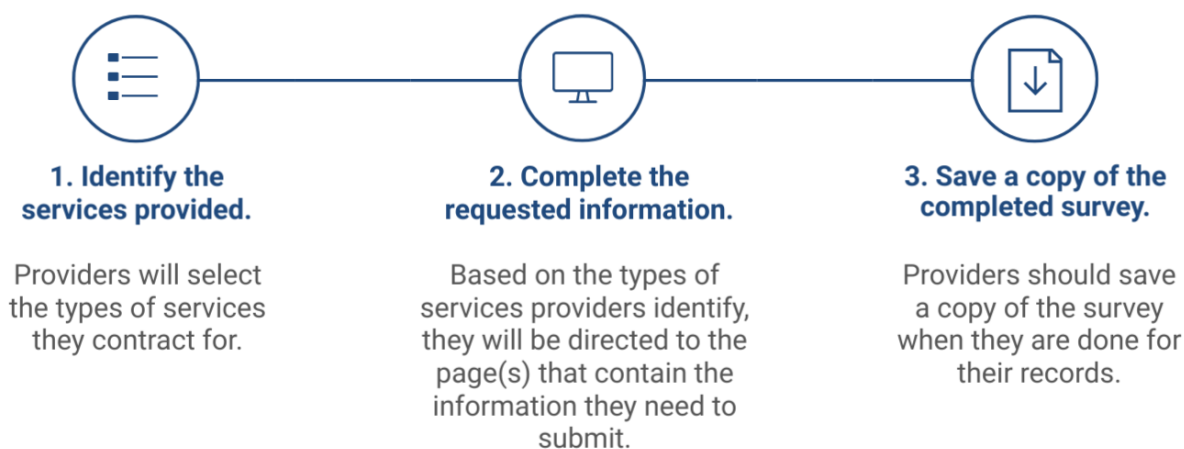 1. Identify the
services provided.
Providers will select
the types of services
they contract for.
2. Complete the
requested information.
Based on the types of
services providers identify,
they will be directed to the
page(s) that contain the
information they need to
submit.
3. Save a copy of the
completed survey.
Providers should save
a copy of the survey
when they are done for
their records.